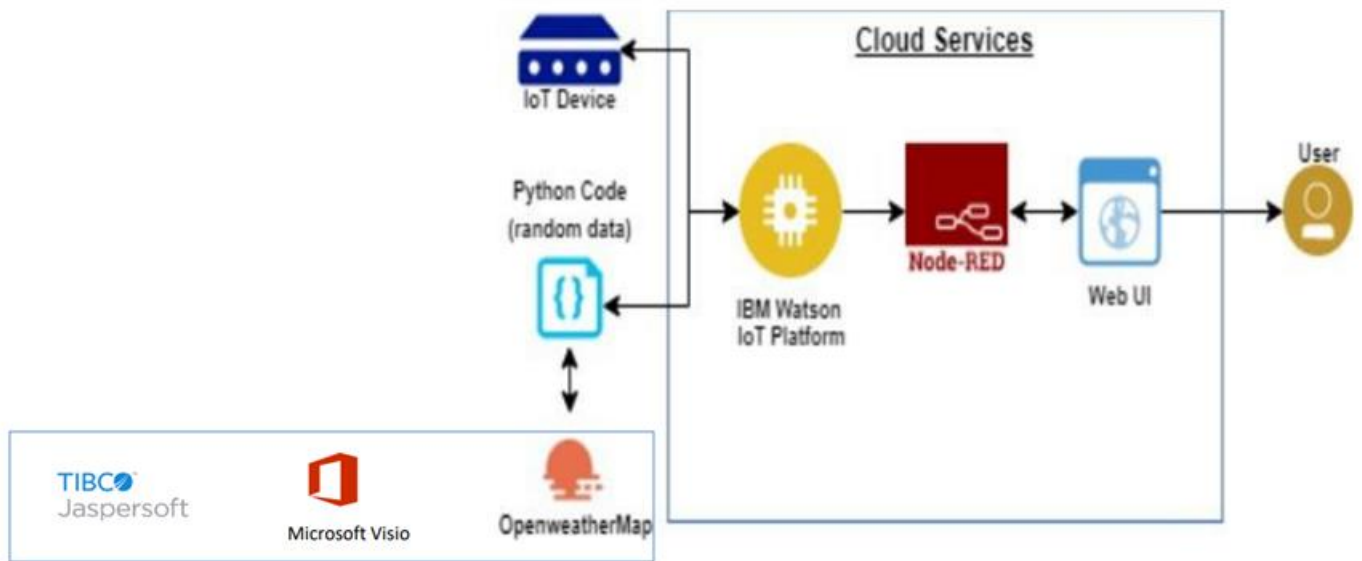 Cloud Services
IoT Device
Python Code
(random data)
User
Node-RED
IBM Watson
IoT Platform
Web UI
TIBCO™
Jaspersoft
{}
Microsoft Visio
OpenweatherMap